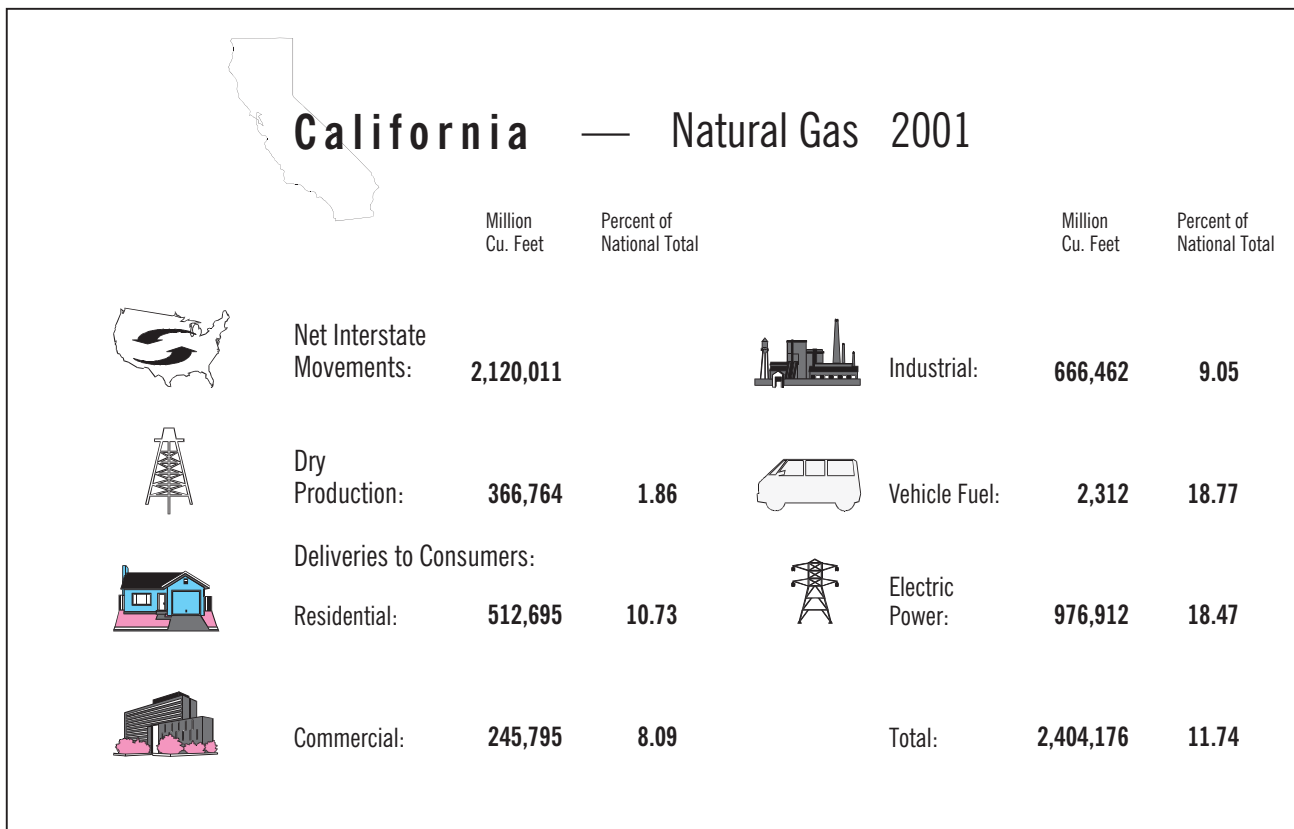 California — Natural Gas 2001
Million
Cu. Feet
Percent of
National Total
Million
Cu. Feet
Percent of
National Total
Net Interstate
Movements: 2,120,011
Industrial: 666,462 9.05
Dry
Production: 366,764 1.86
Vehicle Fuel: 2,312 18.77
Deliveries to Consumers:
Residential: 512,695 10.73
Electric
Power: 976,912 18.47
Commercial: 245,795 8.09
Total: 2,404,176 11.74